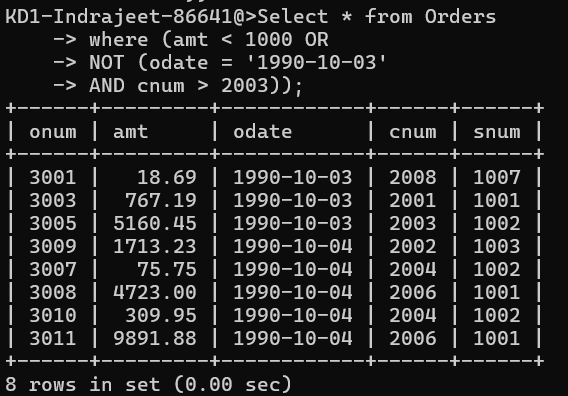 KD1-Indrajeet-86641@>Select * from Orders
    -> where (amt < 1000 OR
    -> NOT (odate = '1990-10-03'
    -> AND cnum > 2003));
+------+---------+------------+------+------+
| onum | amt     | odate      | cnum | snum |
+------+---------+------------+------+------+
| 3001 |   18.69 | 1990-10-03 | 2008 | 1007 |
| 3003 |  767.19 | 1990-10-03 | 2001 | 1001 |
| 3005 | 5160.45 | 1990-10-03 | 2003 | 1002 |
| 3009 | 1713.23 | 1990-10-04 | 2002 | 1003 |
| 3007 |   75.75 | 1990-10-04 | 2004 | 1002 |
| 3008 | 4723.00 | 1990-10-04 | 2006 | 1001 |
| 3010 |  309.95 | 1990-10-04 | 2004 | 1002 |
| 3011 | 9891.88 | 1990-10-04 | 2006 | 1001 |
+------+---------+------------+------+------+
8 rows in set (0.00 sec)